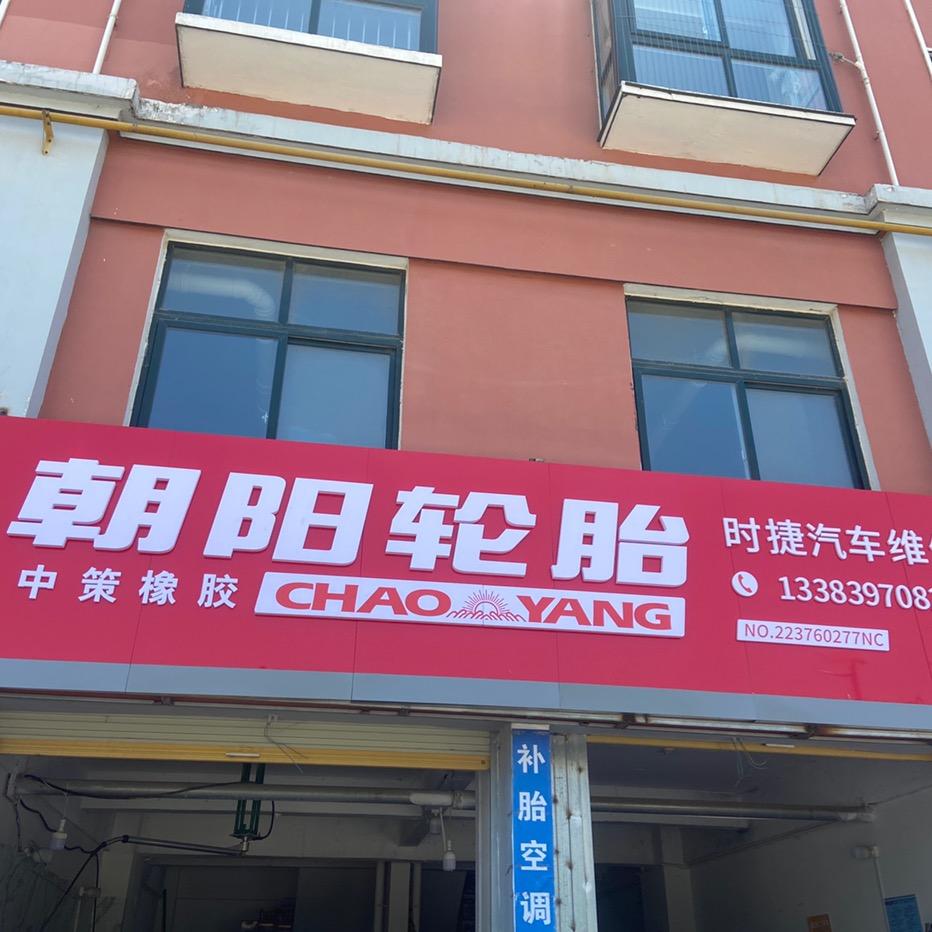 朝阳轮胎
中策橡胶 CHAO YANG
时捷汽车维
1338397081
NO.223760277NC
补胎空调